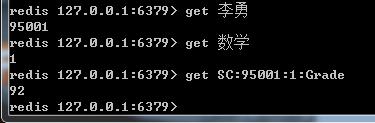 redis 127.0.0.1:6379> get 李勇
95001
redis 127.0.0.1:6379> get 数学
1
redis 127.0.0.1:6379> get SC:95001:1:Grade
92
redis 127.0.0.1:6379>